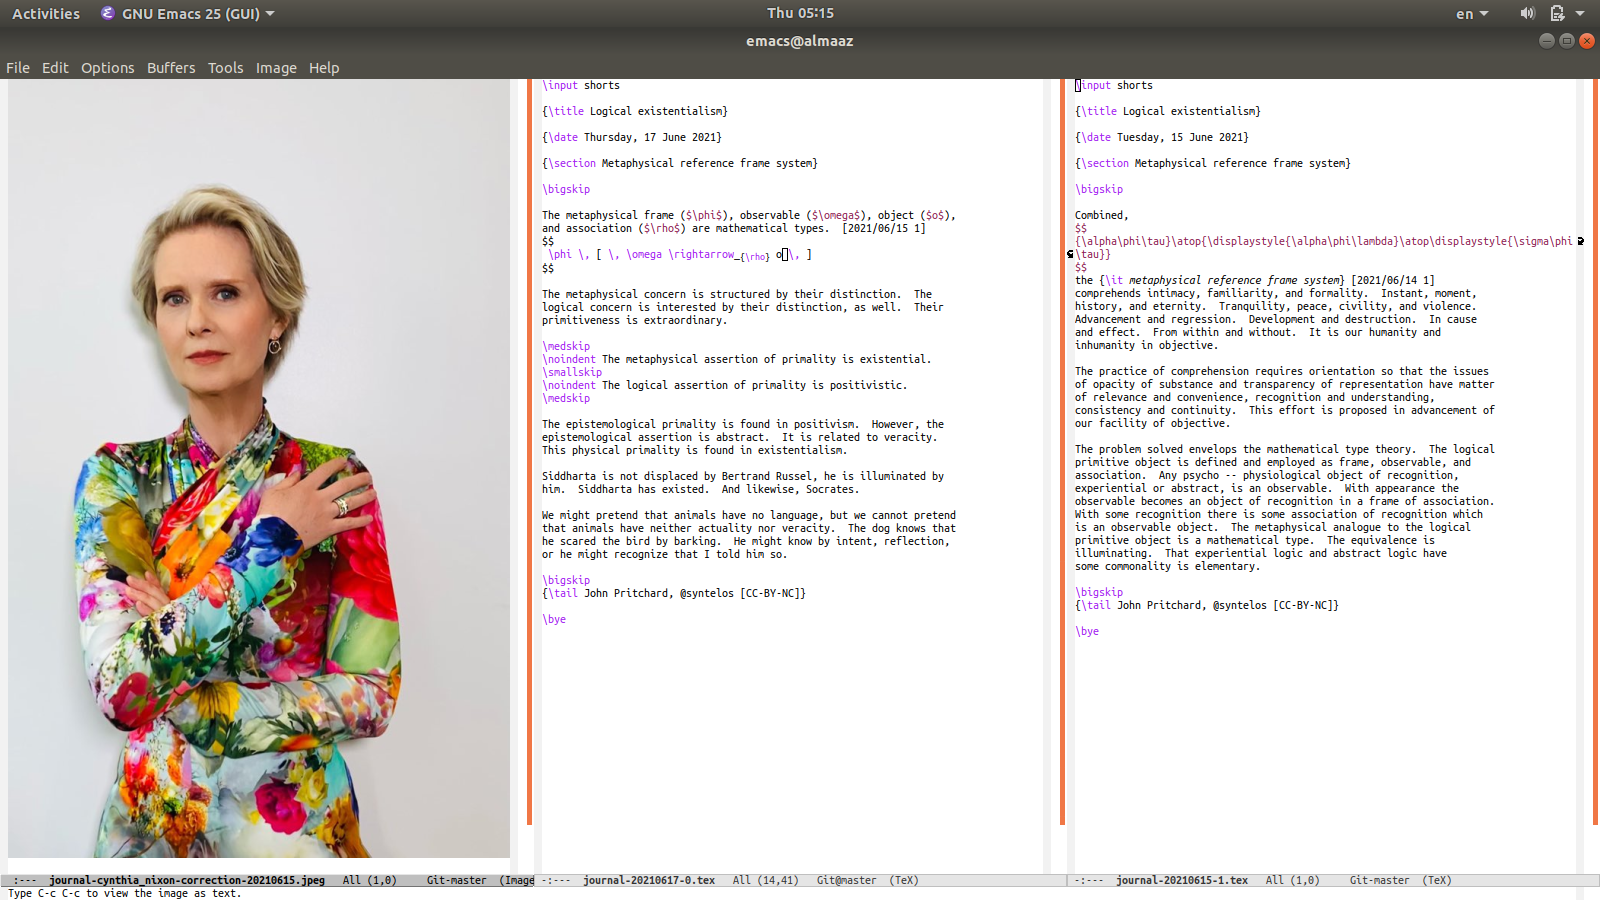 Activities GNU Emacs 25 (GUI) Thu 05:15 en
emacs@almaaz
File Edit Options Buffers Tools Image Help
\input shorts
{\title Logical existentialism}
{\date Thursday, 17 June 2021}
{\section Metaphysical reference frame system}
\bigskip
The metaphysical frame ($\phi$), observable ($\omega$), object ($o$),
and association ($\rho$) are mathematical types.  [2021/06/15 1]
$$
\phi \, [ \, \omega \rightarrow_{\rho} o\, ]
$$
The metaphysical concern is structured by their distinction.  The
logical concern is interested by their distinction, as well.  Their
primitiveness is extraordinary.
\medskip
\noindent The metaphysical assertion of primality is existential.
\smallskip
\noindent The logical assertion of primality is positivistic.
\medskip
The epistemological primality is found in positivism.  However, the
epistemological assertion is abstract.  It is related to veracity.
This physical primality is found in existentialism.
Siddharta is not displaced by Bertrand Russel, he is illuminated by
him.  Siddharta has existed.  And likewise, Socrates.
We might pretend that animals have no language, but we cannot pretend
that animals have neither actuality nor veracity.  The dog knows that
he scared the bird by barking.  He might know by intent, reflection,
or he might recognize that I told him so.
\bigskip
{\tail John Pritchard, @syntelos [CC-BY-NC]}
\bye
\input shorts
{\title Logical existentialism}
{\date Tuesday, 15 June 2021}
{\section Metaphysical reference frame system}
\bigskip
Combined,
$$
{\alpha\phi\tau}\atop{\displaystyle{\alpha\phi\lambda}\atop\displaystyle{\sigma\phi
\tau}}
$$
the {\it metaphysical reference frame system} [2021/06/14 1]
comprehends intimacy, familiarity, and formality.  Instant, moment,
history, and eternity.  Tranquility, peace, civility, and violence.
Advancement and regression.  Development and destruction.  In cause
and effect.  From within and without.  It is our humanity and
inhumanity in objective.
The practice of comprehension requires orientation so that the issues
of opacity of substance and transparency of representation have matter
of relevance and convenience, recognition and understanding,
consistency and continuity.  This effort is proposed in advancement of
our facility of objective.
The problem solved envelops the mathematical type theory.  The logical
primitive object is defined and employed as frame, observable, and
association.  Any psycho -- physiological object of recognition,
experiential or abstract, is an observable.  With appearance the
observable becomes an object of recognition in a frame of association.
With some recognition there is some association of recognition which
is an observable object.  The metaphysical analogue to the logical
primitive object is a mathematical type.  The equivalence is
illuminating.  That experiential logic and abstract logic have
some commonality is elementary.
\bigskip
{\tail John Pritchard, @syntelos [CC-BY-NC]}
\bye
:--- journal-cynthia_nixon-correction-20210615.jpeg All (1,0) Git-master (Image
-:--- journal-20210617-0.tex All (14,41) Git@master (TeX)
-:--- journal-20210615-1.tex All (1,0) Git-master (TeX)
Type C-c C-c to view the image as text.